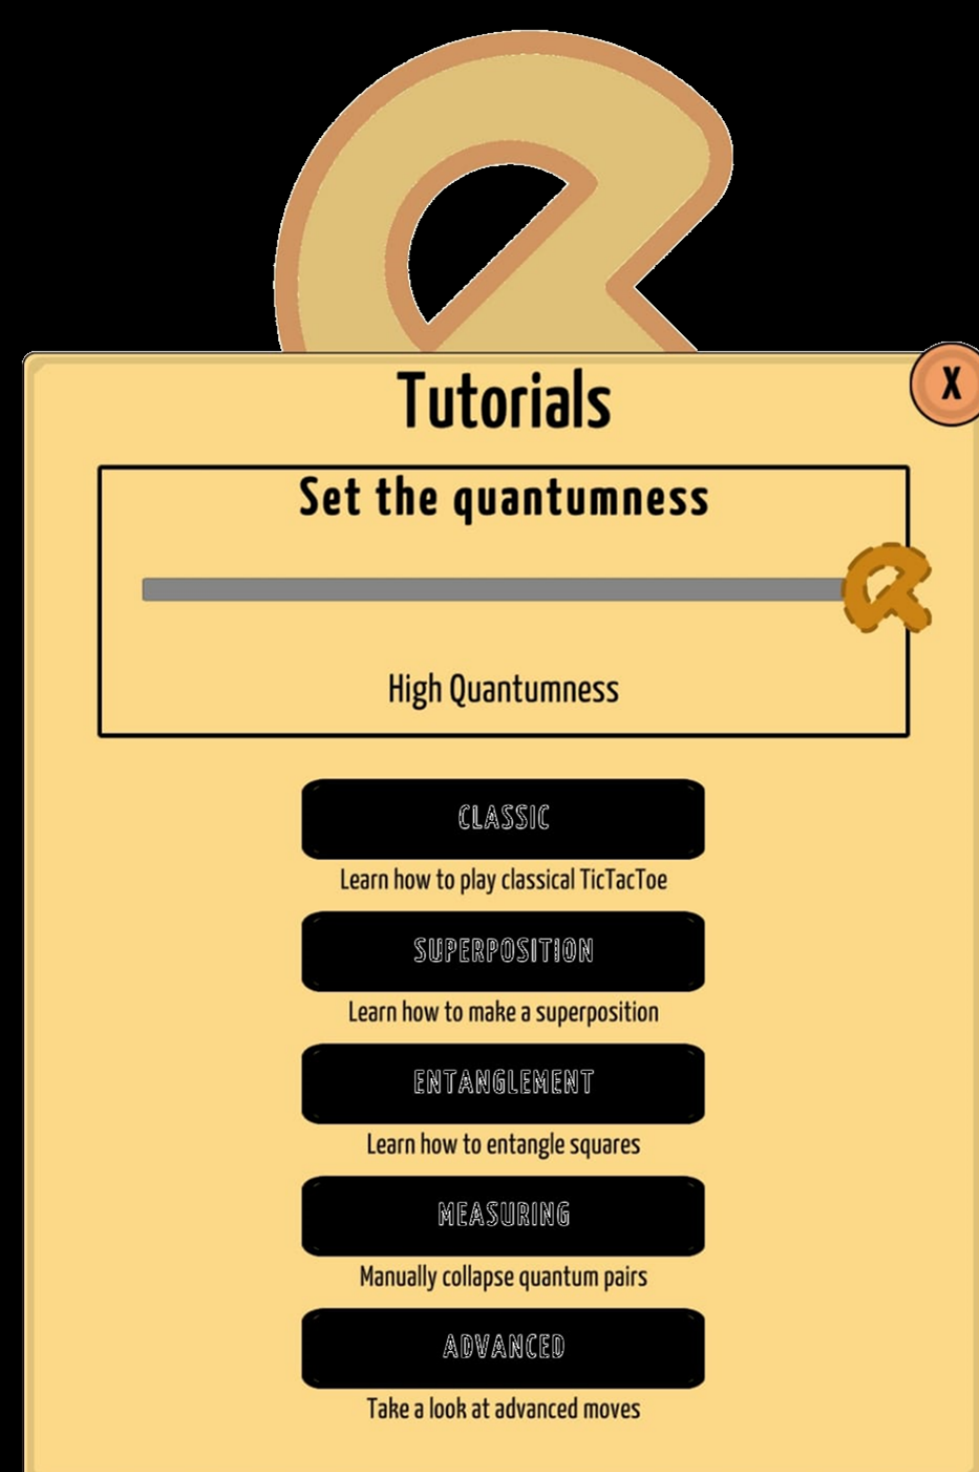 Tutorials
X
Set the quantumness
High Quantumness
CLASSIC
Learn how to play classical TicTacToe
SUPERPOSITION
Learn how to make a superposition
ENTANGLEMENT
Learn how to entangle squares
MEASURING
Manually collapse quantum pairs
ADVANCED
Take a look at advanced moves